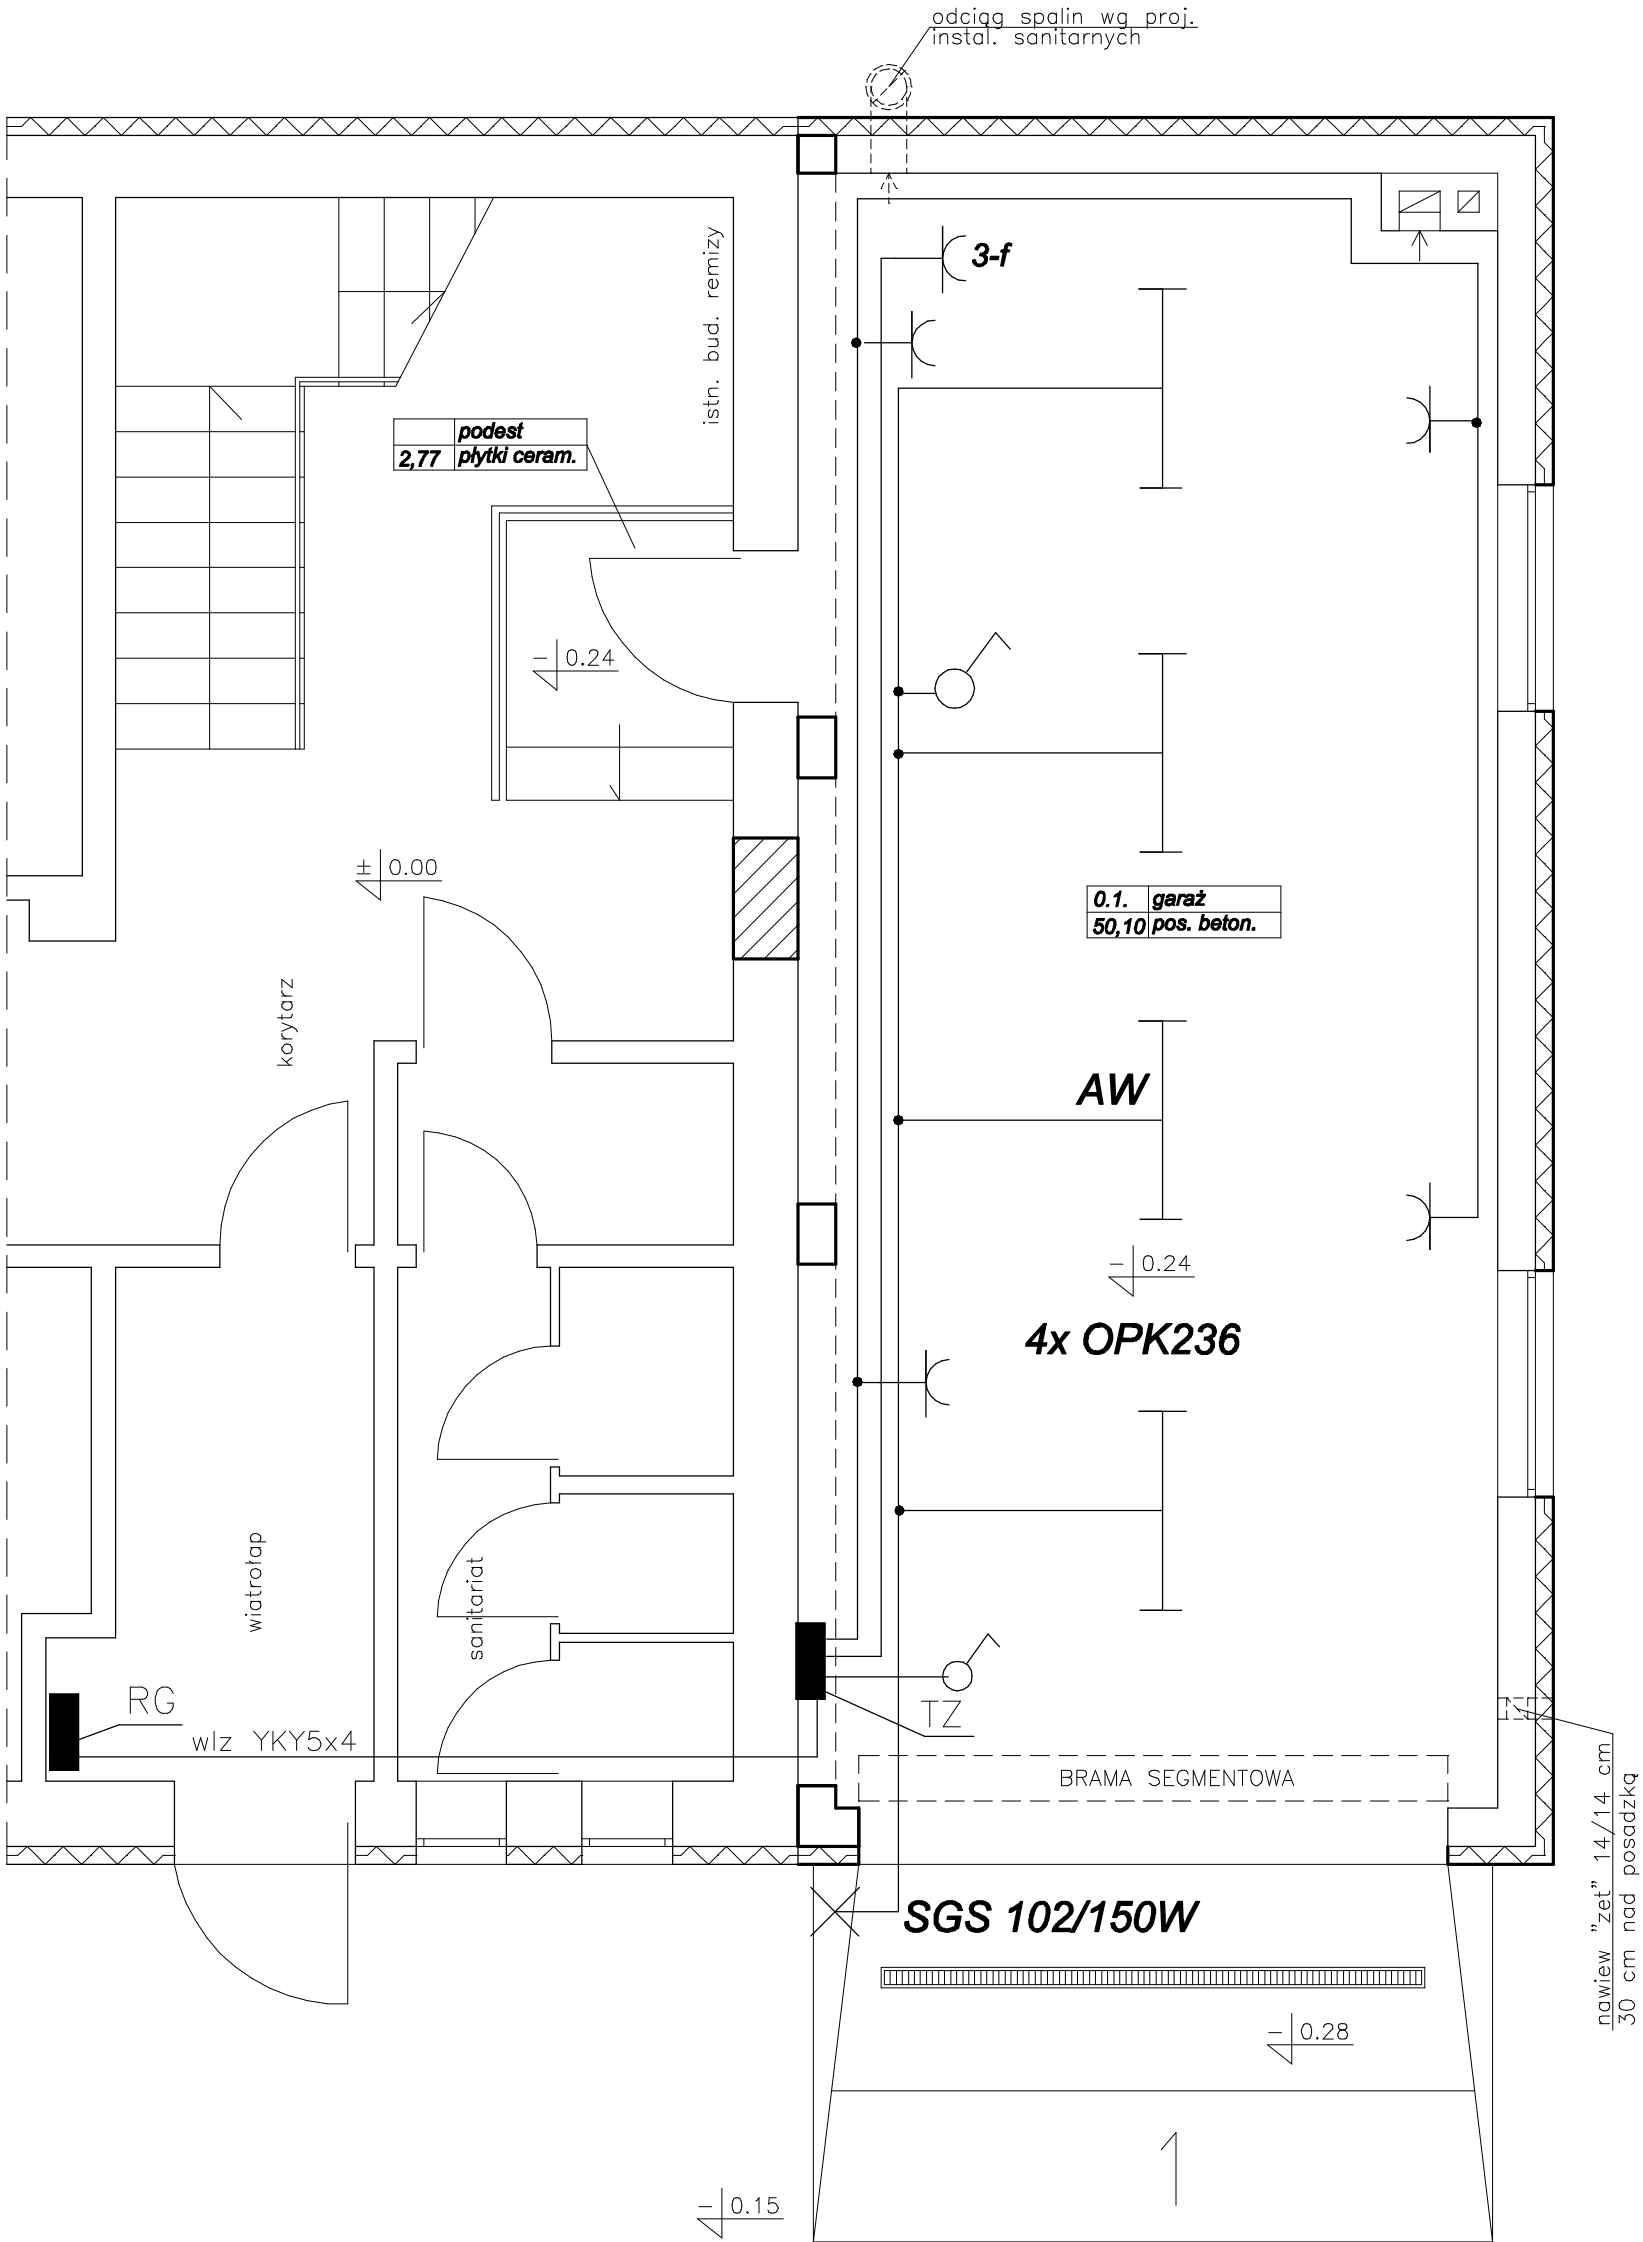 odciąg spalin wg proj.
instal. sanitarnych
3-f
istn. bud. remizy
podest
2,77 płytki ceram.
- 0.24
± 0.00
0.1. garaż
50,10 pos. beton.
korytarz
AW
- 0.24
4x OPK236
wiatrołap
sanitariat
RG
wlz YKY5x4
TZ
BRAMA SEGMENTOWA
nawiew "zet" 14/14 cm
30 cm nad posadzką
SGS 102/150W
- 0.28
1
- 0.15